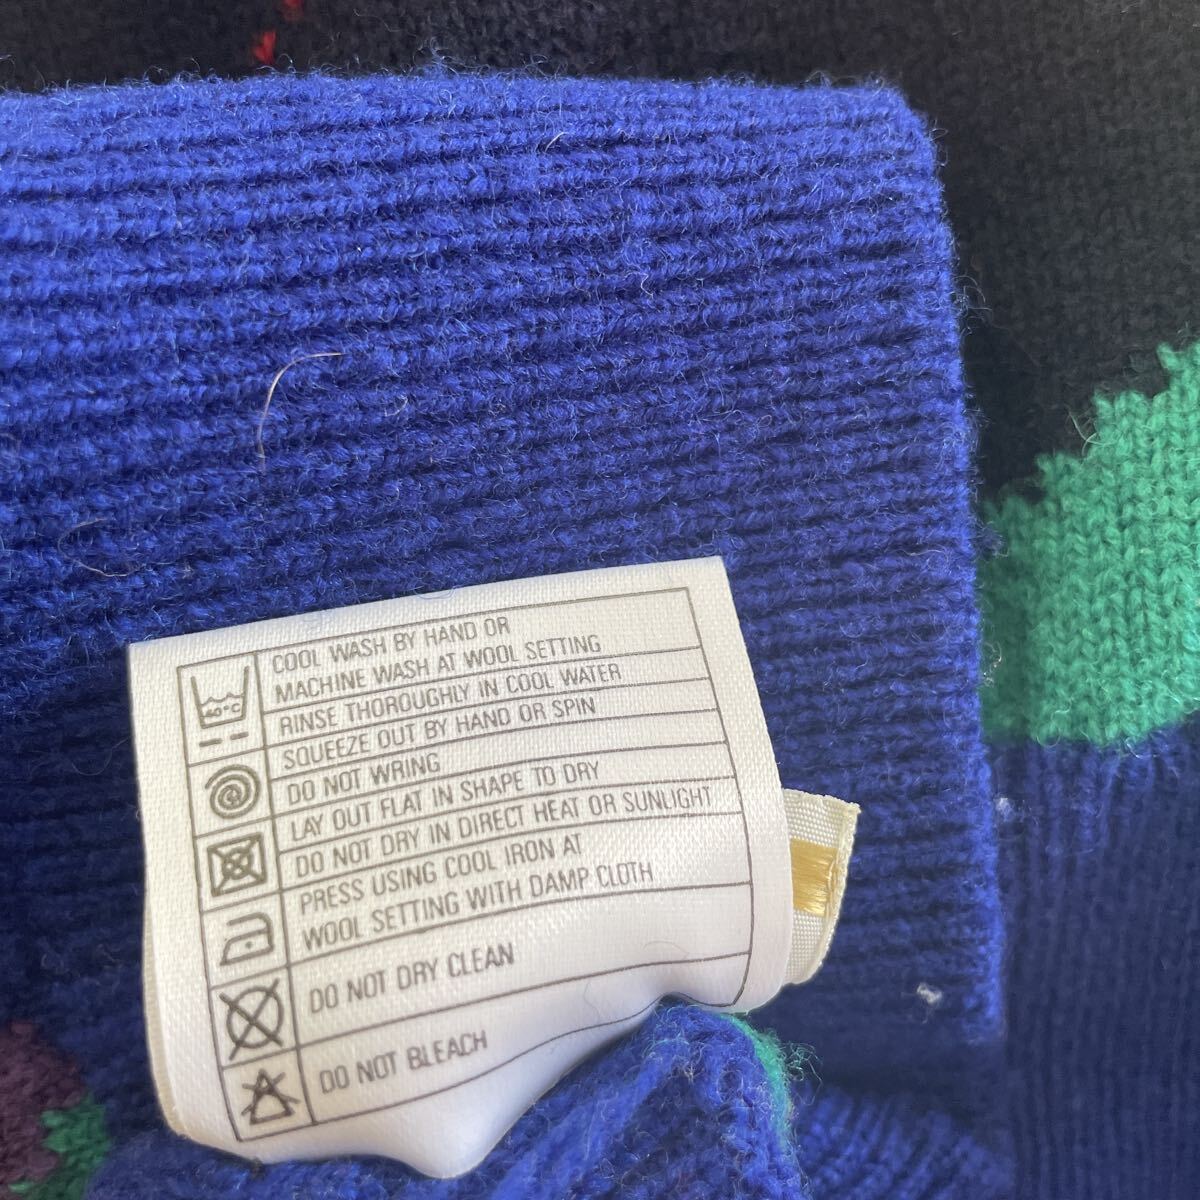 40°C
COOL WASH BY HAND OR
MACHINE WASH AT WOOL SETTING
RINSE THOROUGHLY IN COOL WATER
SQUEEZE OUT BY HAND OR SPIN
DO NOT WRING
LAY OUT FLAT IN SHAPE TO DRY
DO NOT DRY IN DIRECT HEAT OR SUNLIGHT
PRESS USING COOL IRON AT
WOOL SETTING WITH DAMP CLOTH
DO NOT DRY CLEAN
DO NOT BLEACH